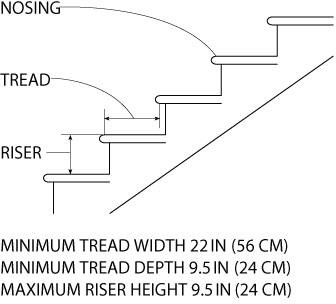 NOSING
TREAD
RISER
MINIMUM TREAD WIDTH 22 IN (56 CM)
MINIMUM TREAD DEPTH 9.5 IN (24 CM)
MAXIMUM RISER HEIGHT 9.5 IN (24 CM)